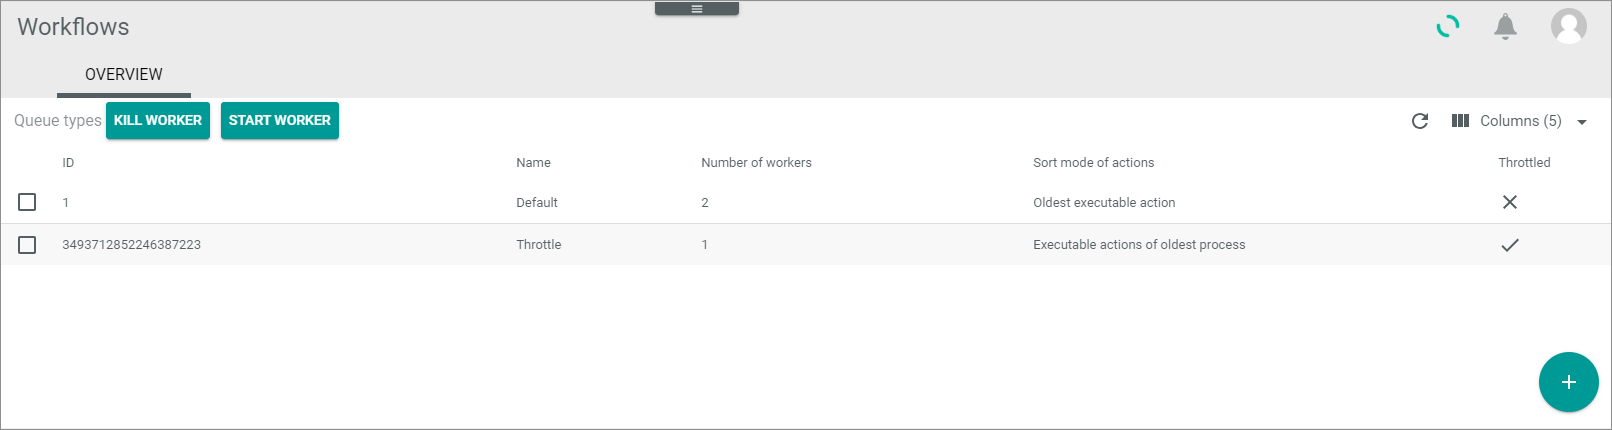 Workflows
OVERVIEW
Queue types KILL WORKER START WORKER Columns (5)
ID Name Number of workers Sort mode of actions Throttled
1 Default 2 Oldest executable action
3493712852246387223 Throttle 1 Executable actions of oldest process